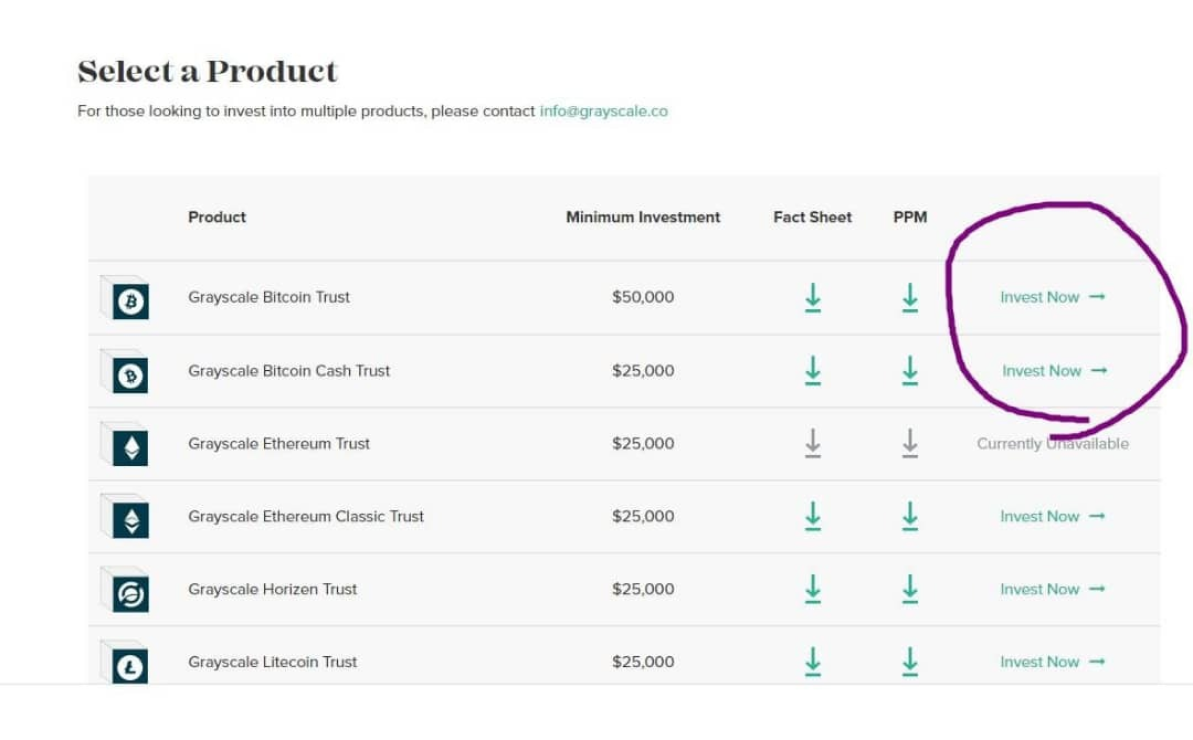 Select a Product
For those looking to invest into multiple products, please contact info@grayscale.co
Product Minimum Investment Fact Sheet PPM
Grayscale Bitcoin Trust $50,000 Invest Now →
Grayscale Bitcoin Cash Trust $25,000 Invest Now →
Grayscale Ethereum Trust $25,000 Currently Unavailable
Grayscale Ethereum Classic Trust $25,000 Invest Now →
Grayscale Horizen Trust $25,000 Invest Now →
Grayscale Litecoin Trust $25,000 Invest Now →